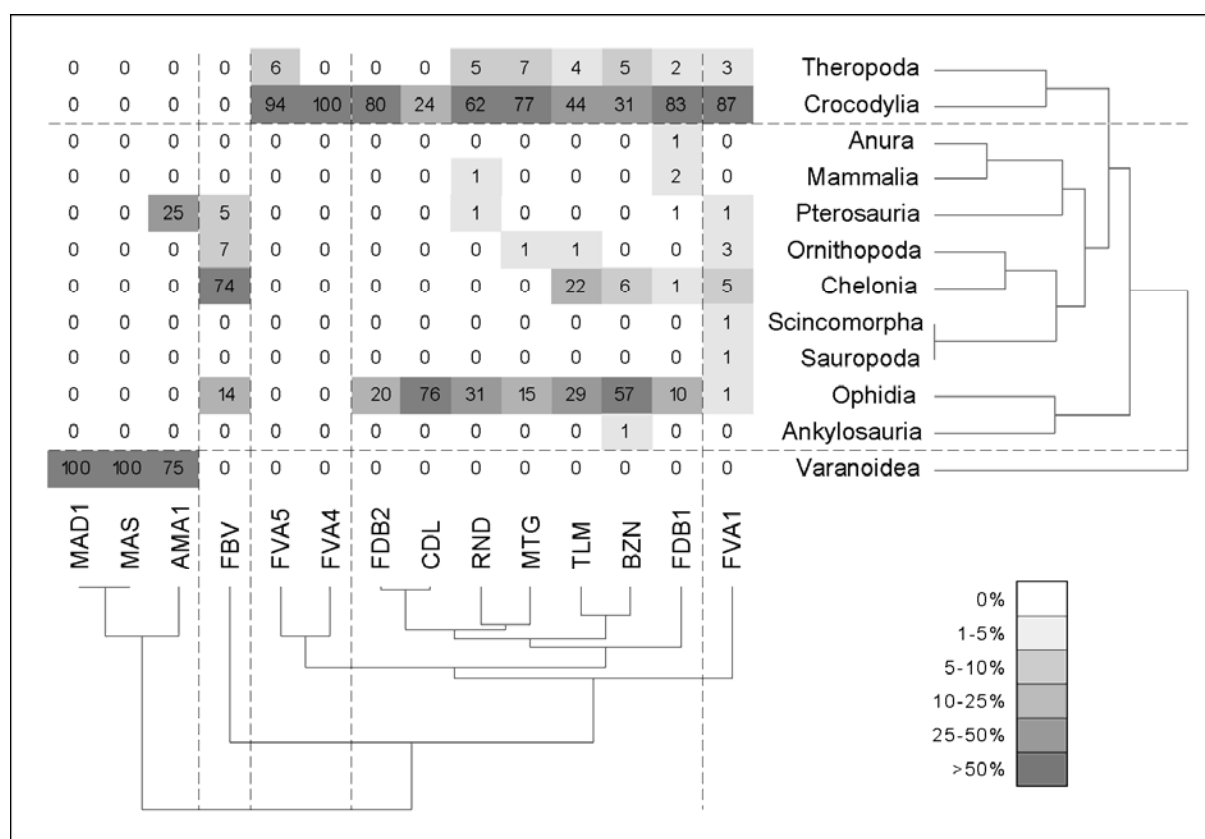 0 0 0 0 6 0 0 0 5 7 4 5 2 3 Theropoda
0 0 0 0 94 100 80 24 62 77 44 31 83 87 Crocodylia
0 0 0 0 0 0 0 0 0 0 0 0 1 0 Anura
0 0 0 0 0 0 0 0 1 0 0 0 2 0 Mammalia
0 0 25 5 0 0 0 0 1 0 0 0 1 1 Pterosauria
0 0 0 7 0 0 0 0 0 1 1 0 0 3 Ornithopoda
0 0 0 74 0 0 0 0 0 0 22 6 1 5 Chelonia
0 0 0 0 0 0 0 0 0 0 0 0 0 1 Scincomorpha
0 0 0 0 0 0 0 0 0 0 0 0 0 1 Sauropoda
0 0 0 14 0 0 20 76 31 15 29 57 10 1 Ophidia
0 0 0 0 0 0 0 0 0 0 0 1 0 0 Ankylosauria
100 100 75 0 0 0 0 0 0 0 0 0 0 0 Varanoidea
MAD1 MAS AMA1 FBV FVA5 FVA4 FDB2 CDL RND MTG TLM BZN FDB1 FVA1
0%
1-5%
5-10%
10-25%
25-50%
>50%